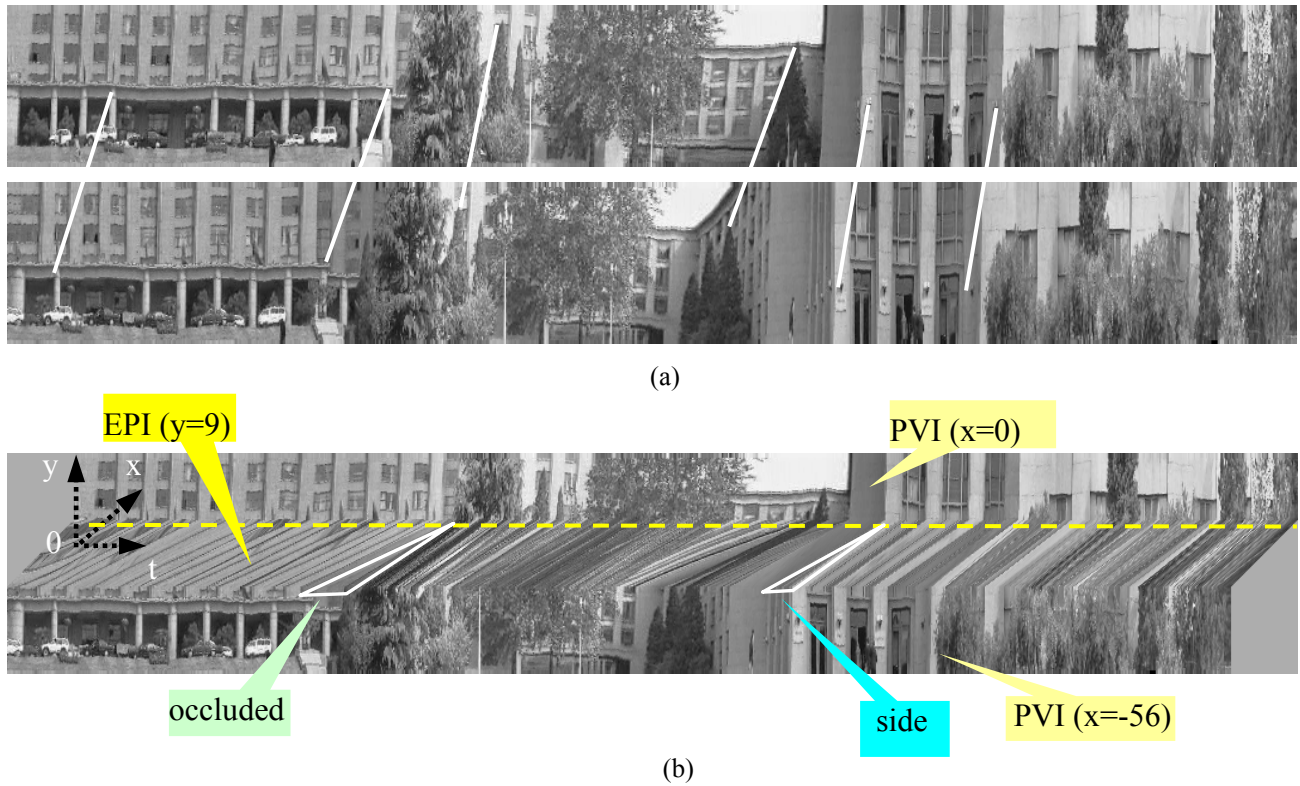 (a)
EPI (y=9)
PVI (x=0)
y
x
0
t
occluded
side
PVI (x=-56)
(b)